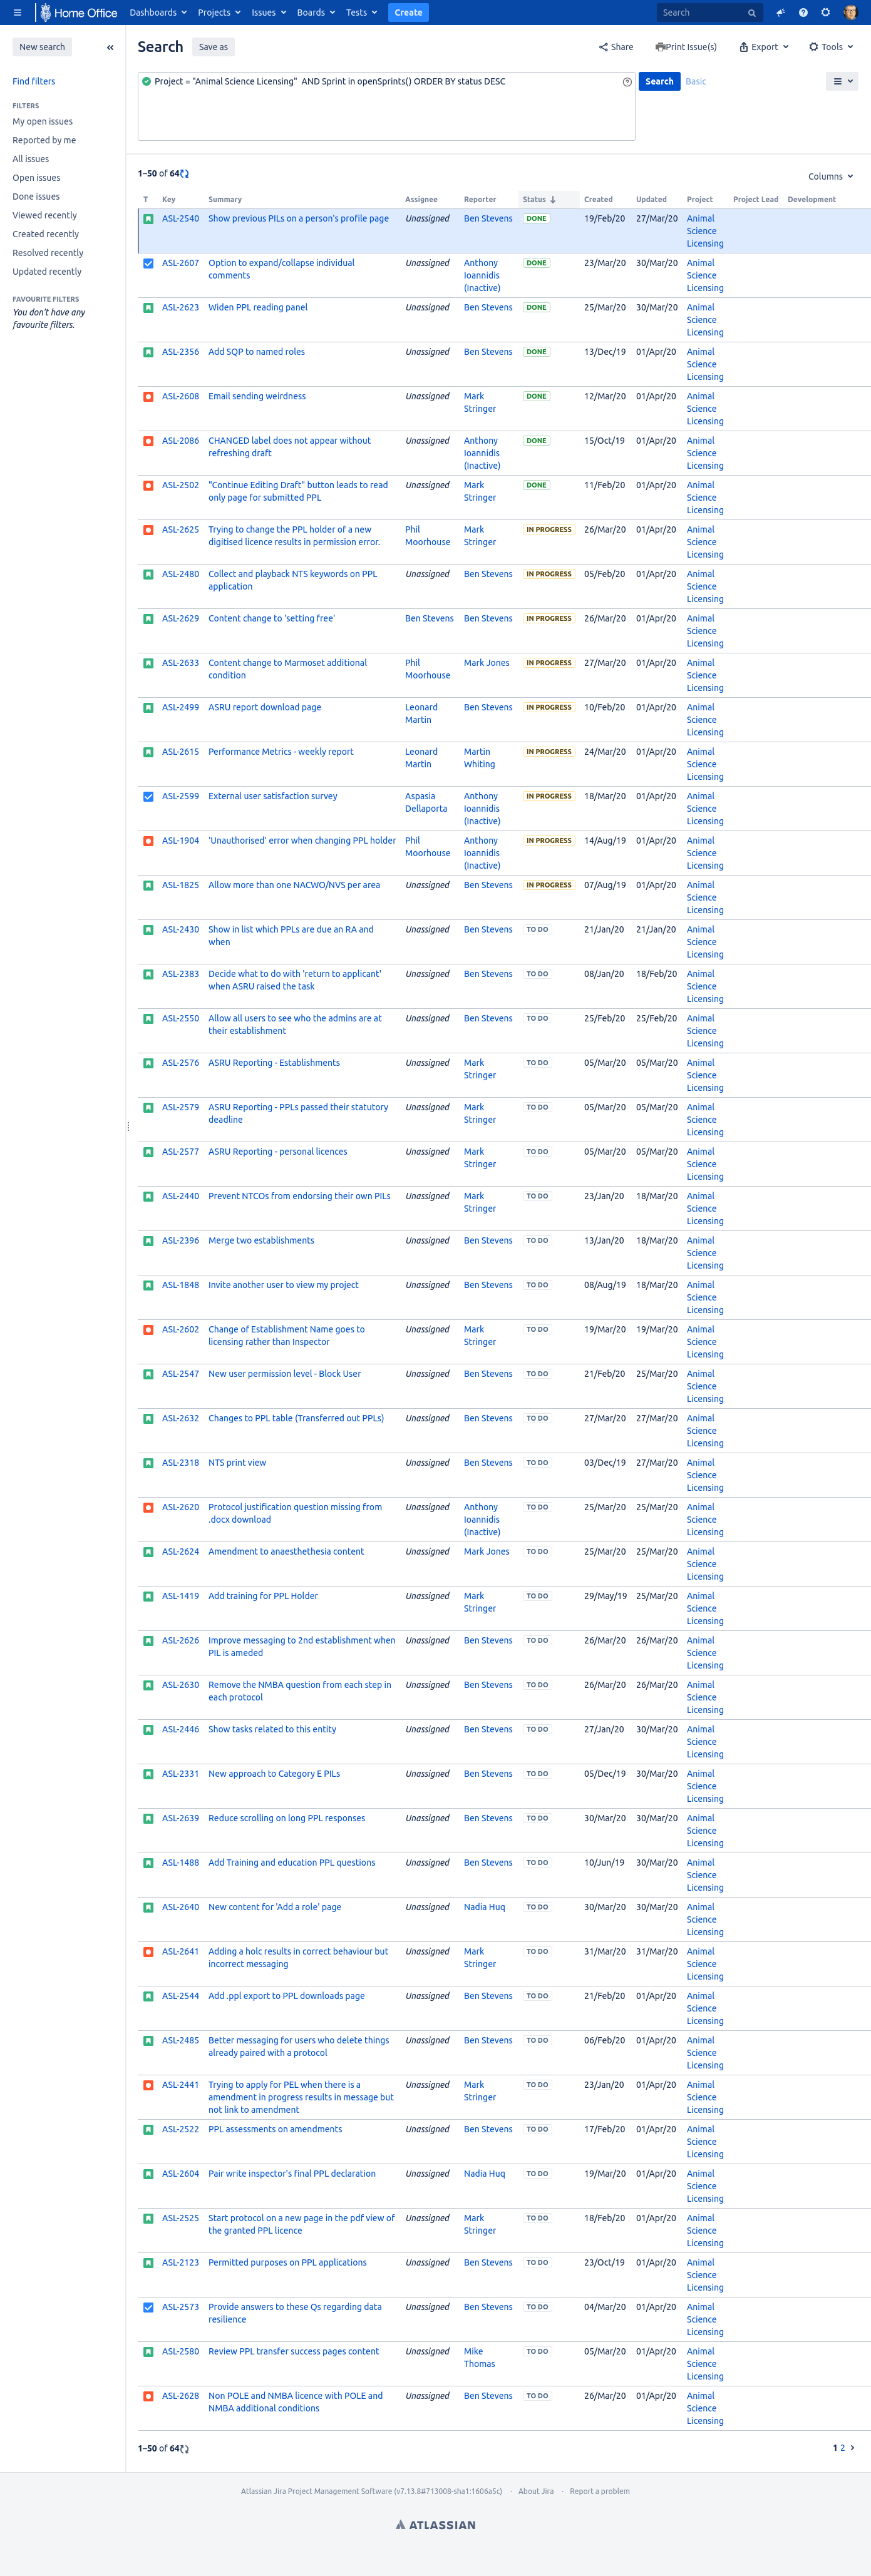 Home Office Dashboards Projects Issues Boards Tests Create Search
New search
Find filters
FILTERS
My open issues
Reported by me
All issues
Open issues
Done issues
Viewed recently
Created recently
Resolved recently
Updated recently
FAVOURITE FILTERS
You don't have any
favourite filters.
Search Save as Share Print Issue(s) Export Tools
Project = "Animal Science Licensing" AND Sprint in openSprints() ORDER BY status DESC
Search Basic
1–50 of 64
Columns
T Key Summary Assignee Reporter Status Created Updated Project Project Lead Development
ASL-2540 Show previous PILs on a person's profile page Unassigned Ben Stevens DONE 19/Feb/20 27/Mar/20 Animal Science Licensing
ASL-2607 Option to expand/collapse individual comments Unassigned Anthony Ioannidis (Inactive) DONE 23/Mar/20 30/Mar/20 Animal Science Licensing
ASL-2623 Widen PPL reading panel Unassigned Ben Stevens DONE 25/Mar/20 30/Mar/20 Animal Science Licensing
ASL-2356 Add SQP to named roles Unassigned Ben Stevens DONE 13/Dec/19 01/Apr/20 Animal Science Licensing
ASL-2608 Email sending weirdness Unassigned Mark Stringer DONE 12/Mar/20 01/Apr/20 Animal Science Licensing
ASL-2086 CHANGED label does not appear without refreshing draft Unassigned Anthony Ioannidis (Inactive) DONE 15/Oct/19 01/Apr/20 Animal Science Licensing
ASL-2502 "Continue Editing Draft" button leads to read only page for submitted PPL Unassigned Mark Stringer DONE 11/Feb/20 01/Apr/20 Animal Science Licensing
ASL-2625 Trying to change the PPL holder of a new digitised licence results in permission error. Phil Moorhouse Mark Stringer IN PROGRESS 26/Mar/20 01/Apr/20 Animal Science Licensing
ASL-2480 Collect and playback NTS keywords on PPL application Unassigned Ben Stevens IN PROGRESS 05/Feb/20 01/Apr/20 Animal Science Licensing
ASL-2629 Content change to 'setting free' Ben Stevens Ben Stevens IN PROGRESS 26/Mar/20 01/Apr/20 Animal Science Licensing
ASL-2633 Content change to Marmoset additional condition Phil Moorhouse Mark Jones IN PROGRESS 27/Mar/20 01/Apr/20 Animal Science Licensing
ASL-2499 ASRU report download page Leonard Martin Ben Stevens IN PROGRESS 10/Feb/20 01/Apr/20 Animal Science Licensing
ASL-2615 Performance Metrics - weekly report Leonard Martin Martin Whiting IN PROGRESS 24/Mar/20 01/Apr/20 Animal Science Licensing
ASL-2599 External user satisfaction survey Aspasia Dellaporta Anthony Ioannidis (Inactive) IN PROGRESS 18/Mar/20 01/Apr/20 Animal Science Licensing
ASL-1904 'Unauthorised' error when changing PPL holder Phil Moorhouse Anthony Ioannidis (Inactive) IN PROGRESS 14/Aug/19 01/Apr/20 Animal Science Licensing
ASL-1825 Allow more than one NACWO/NVS per area Unassigned Ben Stevens IN PROGRESS 07/Aug/19 01/Apr/20 Animal Science Licensing
ASL-2430 Show in list which PPLs are due an RA and when Unassigned Ben Stevens TO DO 21/Jan/20 21/Jan/20 Animal Science Licensing
ASL-2383 Decide what to do with 'return to applicant' when ASRU raised the task Unassigned Ben Stevens TO DO 08/Jan/20 18/Feb/20 Animal Science Licensing
ASL-2550 Allow all users to see who the admins are at their establishment Unassigned Ben Stevens TO DO 25/Feb/20 25/Feb/20 Animal Science Licensing
ASL-2576 ASRU Reporting - Establishments Unassigned Mark Stringer TO DO 05/Mar/20 05/Mar/20 Animal Science Licensing
ASL-2579 ASRU Reporting - PPLs passed their statutory deadline Unassigned Mark Stringer TO DO 05/Mar/20 05/Mar/20 Animal Science Licensing
ASL-2577 ASRU Reporting - personal licences Unassigned Mark Stringer TO DO 05/Mar/20 05/Mar/20 Animal Science Licensing
ASL-2440 Prevent NTCOs from endorsing their own PILs Unassigned Mark Stringer TO DO 23/Jan/20 18/Mar/20 Animal Science Licensing
ASL-2396 Merge two establishments Unassigned Ben Stevens TO DO 13/Jan/20 18/Mar/20 Animal Science Licensing
ASL-1848 Invite another user to view my project Unassigned Ben Stevens TO DO 08/Aug/19 18/Mar/20 Animal Science Licensing
ASL-2602 Change of Establishment Name goes to licensing rather than Inspector Unassigned Mark Stringer TO DO 19/Mar/20 19/Mar/20 Animal Science Licensing
ASL-2547 New user permission level - Block User Unassigned Ben Stevens TO DO 21/Feb/20 25/Mar/20 Animal Science Licensing
ASL-2632 Changes to PPL table (Transferred out PPLs) Unassigned Ben Stevens TO DO 27/Mar/20 27/Mar/20 Animal Science Licensing
ASL-2318 NTS print view Unassigned Ben Stevens TO DO 03/Dec/19 27/Mar/20 Animal Science Licensing
ASL-2620 Protocol justification question missing from .docx download Unassigned Anthony Ioannidis (Inactive) TO DO 25/Mar/20 25/Mar/20 Animal Science Licensing
ASL-2624 Amendment to anaesthethesia content Unassigned Mark Jones TO DO 25/Mar/20 25/Mar/20 Animal Science Licensing
ASL-1419 Add training for PPL Holder Unassigned Mark Stringer TO DO 29/May/19 25/Mar/20 Animal Science Licensing
ASL-2626 Improve messaging to 2nd establishment when PIL is ameded Unassigned Ben Stevens TO DO 26/Mar/20 26/Mar/20 Animal Science Licensing
ASL-2630 Remove the NMBA question from each step in each protocol Unassigned Ben Stevens TO DO 26/Mar/20 26/Mar/20 Animal Science Licensing
ASL-2446 Show tasks related to this entity Unassigned Ben Stevens TO DO 27/Jan/20 30/Mar/20 Animal Science Licensing
ASL-2331 New approach to Category E PILs Unassigned Ben Stevens TO DO 05/Dec/19 30/Mar/20 Animal Science Licensing
ASL-2639 Reduce scrolling on long PPL responses Unassigned Ben Stevens TO DO 30/Mar/20 30/Mar/20 Animal Science Licensing
ASL-1488 Add Training and education PPL questions Unassigned Ben Stevens TO DO 10/Jun/19 30/Mar/20 Animal Science Licensing
ASL-2640 New content for 'Add a role' page Unassigned Nadia Huq TO DO 30/Mar/20 30/Mar/20 Animal Science Licensing
ASL-2641 Adding a holc results in correct behaviour but incorrect messaging Unassigned Mark Stringer TO DO 31/Mar/20 31/Mar/20 Animal Science Licensing
ASL-2544 Add .ppl export to PPL downloads page Unassigned Ben Stevens TO DO 21/Feb/20 01/Apr/20 Animal Science Licensing
ASL-2485 Better messaging for users who delete things already paired with a protocol Unassigned Ben Stevens TO DO 06/Feb/20 01/Apr/20 Animal Science Licensing
ASL-2441 Trying to apply for PEL when there is a amendment in progress results in message but not link to amendment Unassigned Mark Stringer TO DO 23/Jan/20 01/Apr/20 Animal Science Licensing
ASL-2522 PPL assessments on amendments Unassigned Ben Stevens TO DO 17/Feb/20 01/Apr/20 Animal Science Licensing
ASL-2604 Pair write inspector's final PPL declaration Unassigned Nadia Huq TO DO 19/Mar/20 01/Apr/20 Animal Science Licensing
ASL-2525 Start protocol on a new page in the pdf view of the granted PPL licence Unassigned Mark Stringer TO DO 18/Feb/20 01/Apr/20 Animal Science Licensing
ASL-2123 Permitted purposes on PPL applications Unassigned Ben Stevens TO DO 23/Oct/19 01/Apr/20 Animal Science Licensing
ASL-2573 Provide answers to these Qs regarding data resilience Unassigned Ben Stevens TO DO 04/Mar/20 01/Apr/20 Animal Science Licensing
ASL-2580 Review PPL transfer success pages content Unassigned Mike Thomas TO DO 05/Mar/20 01/Apr/20 Animal Science Licensing
ASL-2628 Non POLE and NMBA licence with POLE and NMBA additional conditions Unassigned Ben Stevens TO DO 26/Mar/20 01/Apr/20 Animal Science Licensing
1–50 of 64
1 2
Atlassian Jira Project Management Software (v7.13.8#713008-sha1:1606a5c) · About Jira · Report a problem
ATLASSIAN